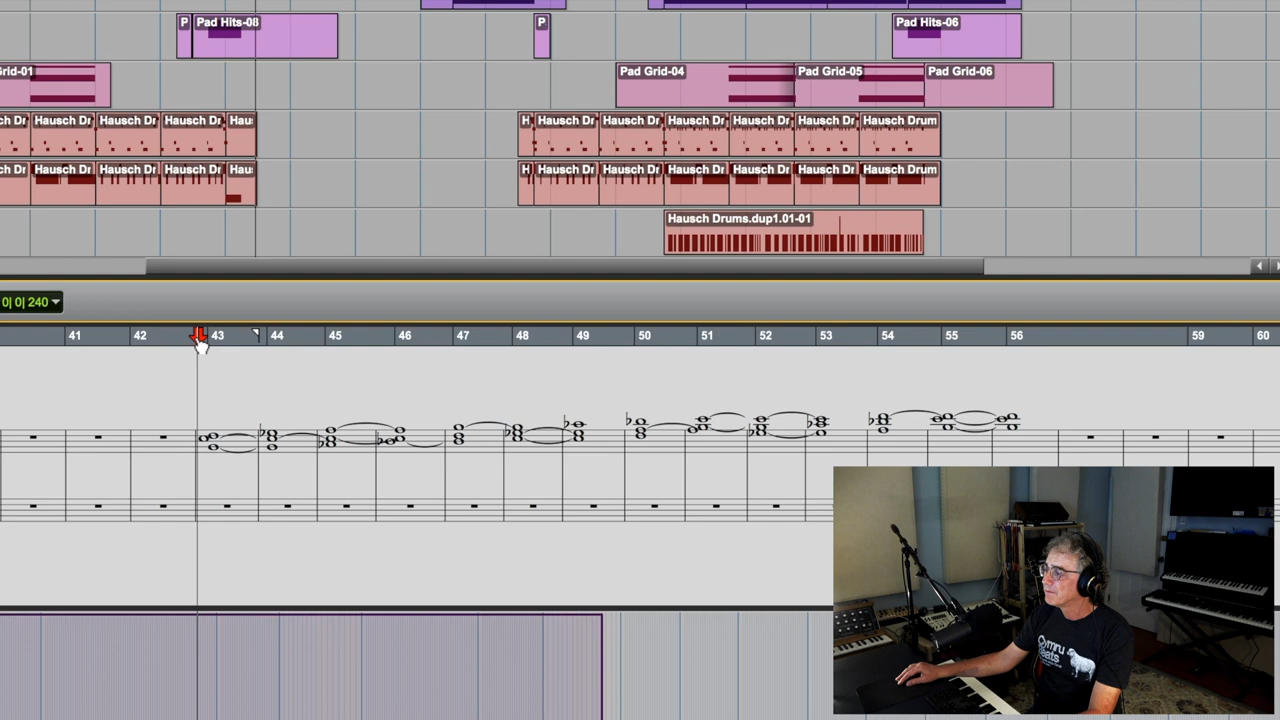 P Pad Hits-08 P Pad Hits-06
Grid-01 Pad Grid-04 Pad Grid-05 Pad Grid-06
Dr Hausch Dr Hausch Dr Hausch Dr Hau H Hausch Dr Hausch Dr Hausch Dr Hausch Dr Hausch Dr Hausch Drum
Dr Hausch Dr Hausch Dr Hausch Dr Hau H Hausch Dr Hausch Dr Hausch Dr Hausch Dr Hausch Dr Hausch Drum
Hausch Drums.dup1.01-01
0| 0| 240
41 42 43 44 45 46 47 48 49 50 51 52 53 54 55 56 59 60
Cymru
Beats